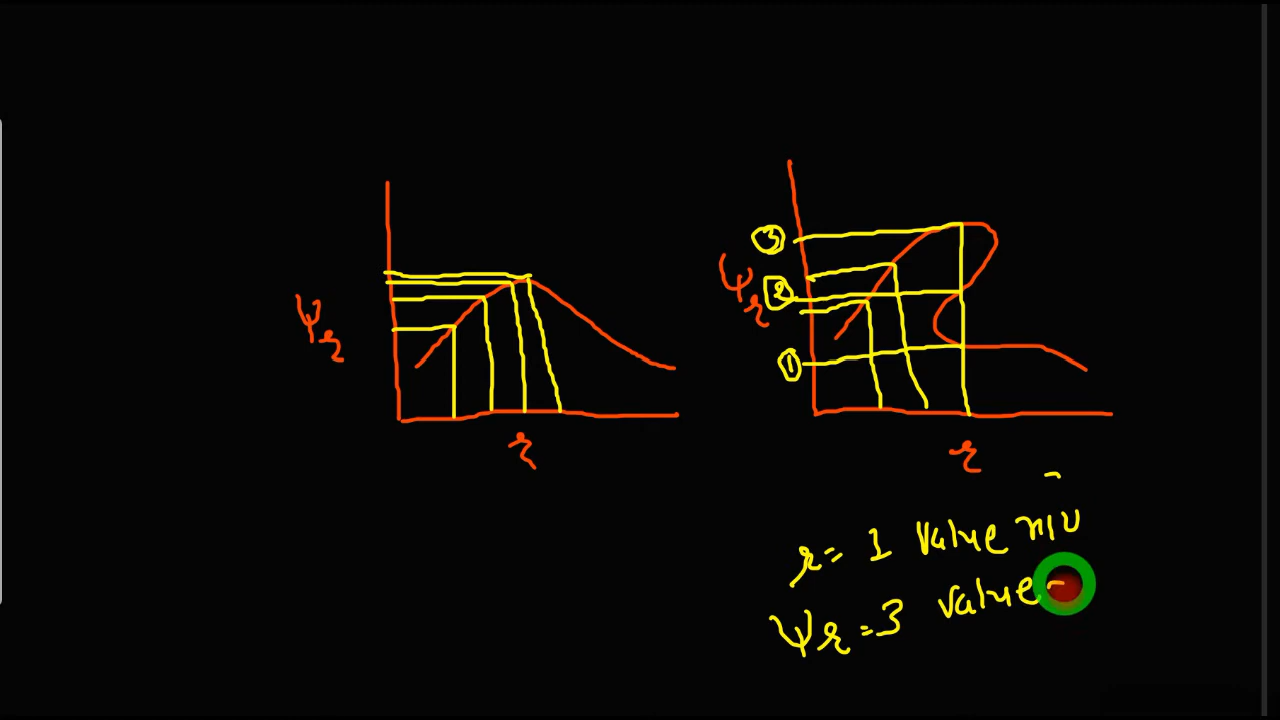 ψr
r
③
②
①
ψr
r
r = 1 value
ψr = 3 value